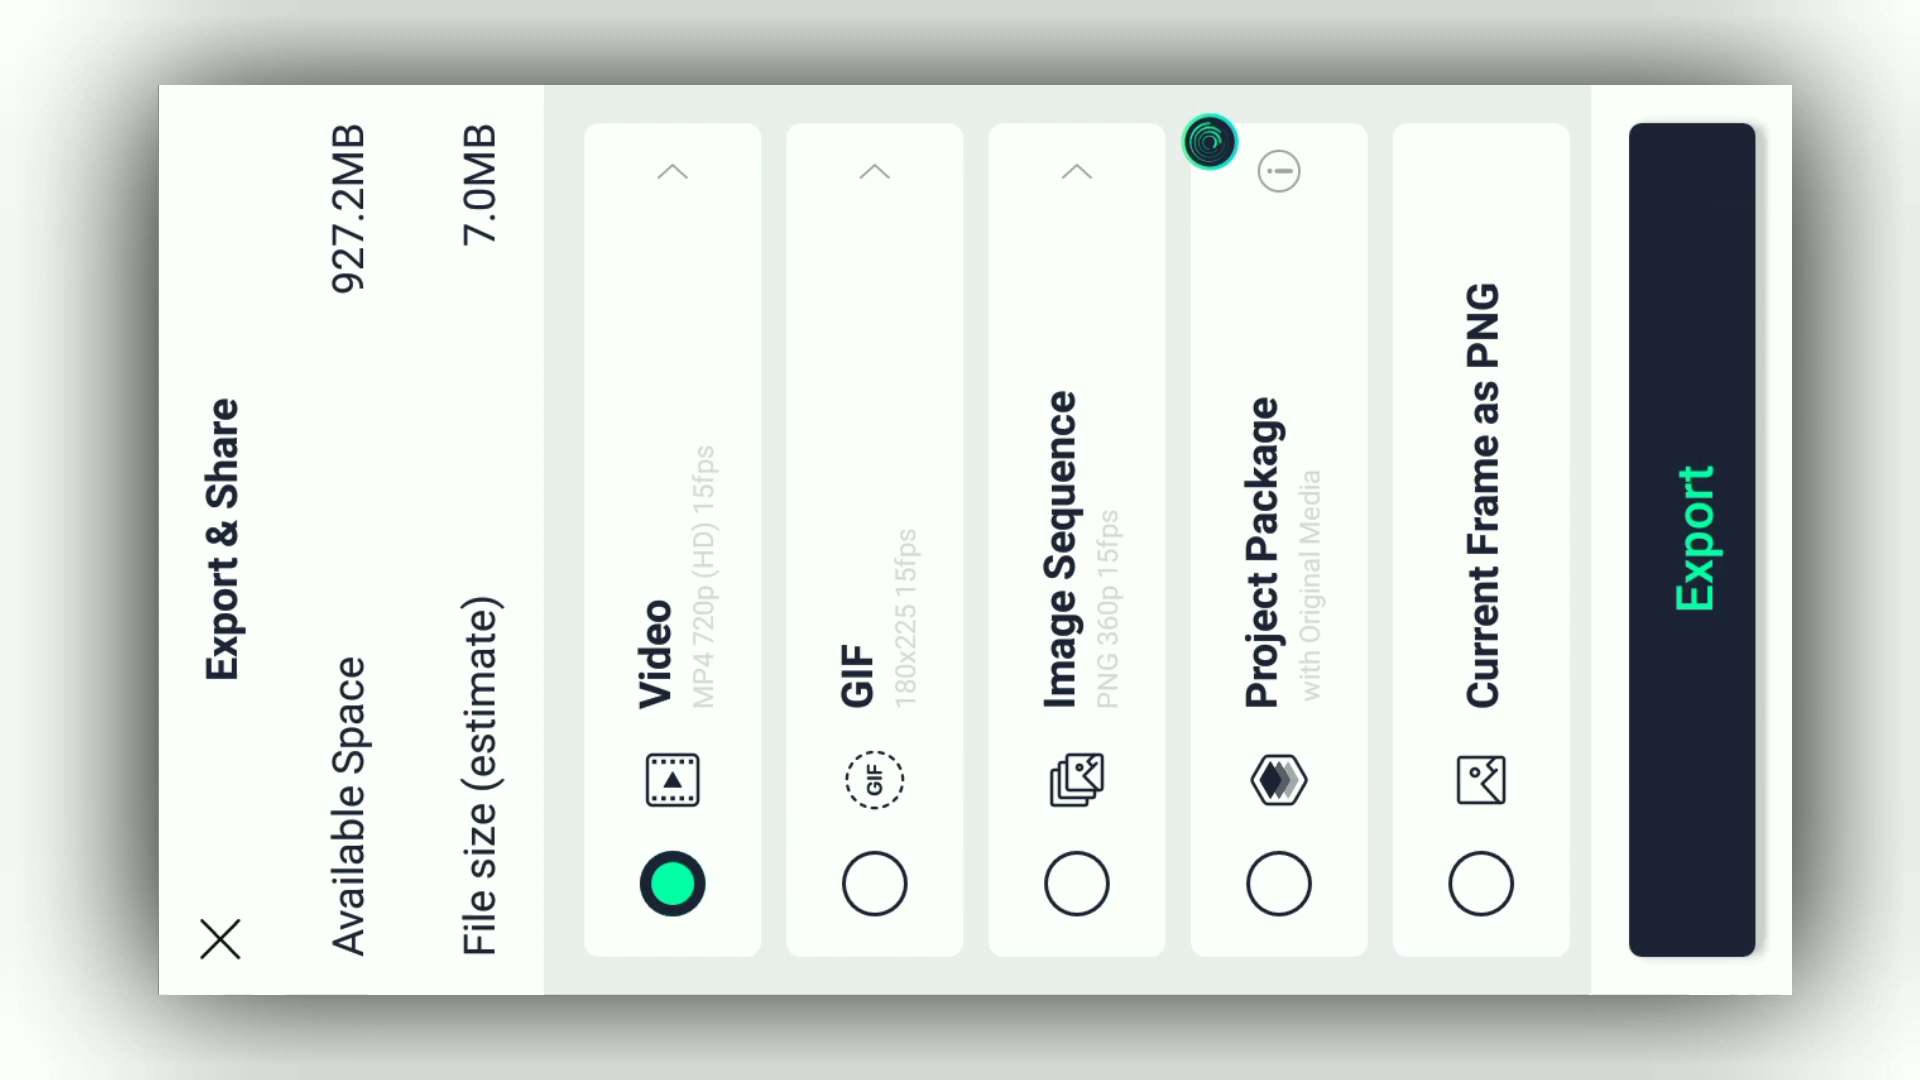 Export & Share
Available Space 927.2MB
File size (estimate) 7.0MB
Video
MP4 720p (HD) 15fps
GIF
GIF
180x225 15fps
Image Sequence
PNG 360p 15fps
Project Package
with Original Media
Current Frame as PNG
Export